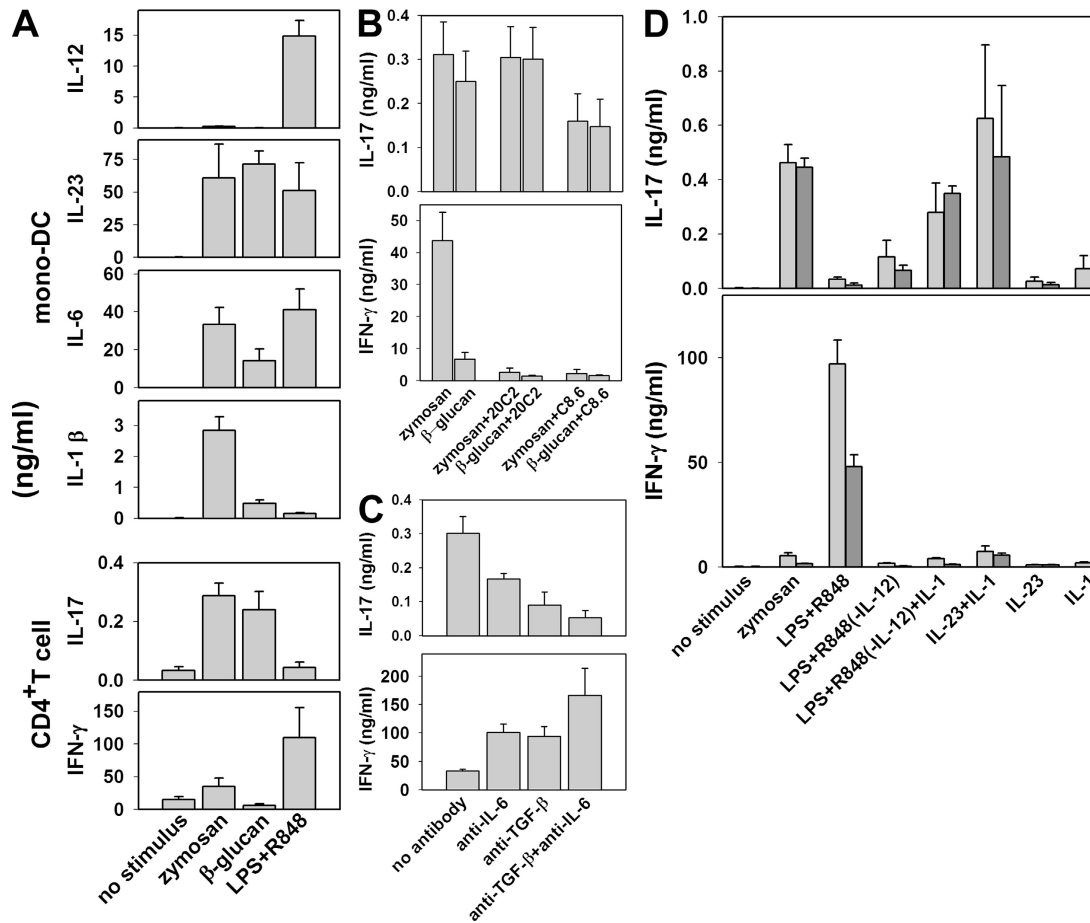 A
mono-DC
(ng/ml)
CD4+T cell
IL-12
15
10
5
0
IL-23
75
50
25
0
IL-6
60
40
20
0
IL-1 β
3
2
1
0
IL-17
0.4
0.2
0.0
IFN-γ
150
100
50
0
no stimulus
zymosan
β-glucan
LPS+R848
B
IL-17 (ng/ml)
0.4
0.3
0.2
0.1
0.0
IFN-γ (ng/ml)
50
40
30
20
10
0
zymosan
β-glucan
zymosan+20C2
β-glucan+20C2
zymosan+C8.6
β-glucan+C8.6
C
IL-17 (ng/ml)
0.4
0.3
0.2
0.1
0.0
IFN-γ (ng/ml)
200
150
100
50
0
no antibody
anti-IL-6
anti-TGF-β
anti-TGF-β+anti-IL-6
D
IL-17 (ng/ml)
1.0
0.8
0.6
0.4
0.2
0.0
IFN-γ (ng/ml)
100
50
0
no stimulus
zymosan
LPS+R848
LPS+R848(-IL-12)
LPS+R848(-IL-12)+IL-1
IL-23+IL-1
IL-23
IL-1